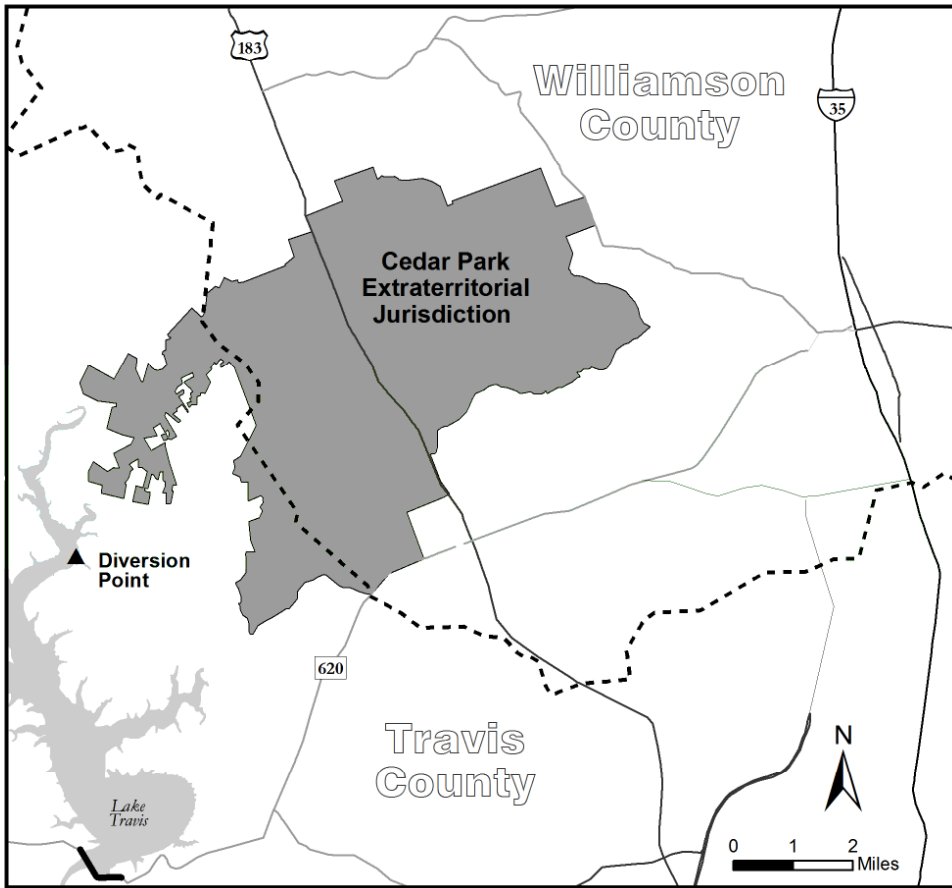 183
Williamson
County
35
Cedar Park
Extraterritorial
Jurisdiction
Diversion
Point
620
Travis
County
Lake
Travis
N
0 1 2
Miles